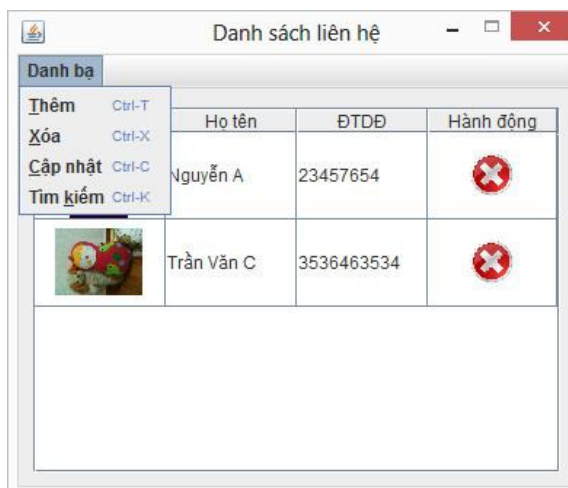 Danh sách liên hệ
Danh bạ
Thêm Ctrl-T
Xóa Ctrl-X
Cập nhật Ctrl-C
Tìm kiếm Ctrl-K
Họ tên ĐTDĐ Hành động
Nguyễn A 23457654
Trần Văn C 3536463534